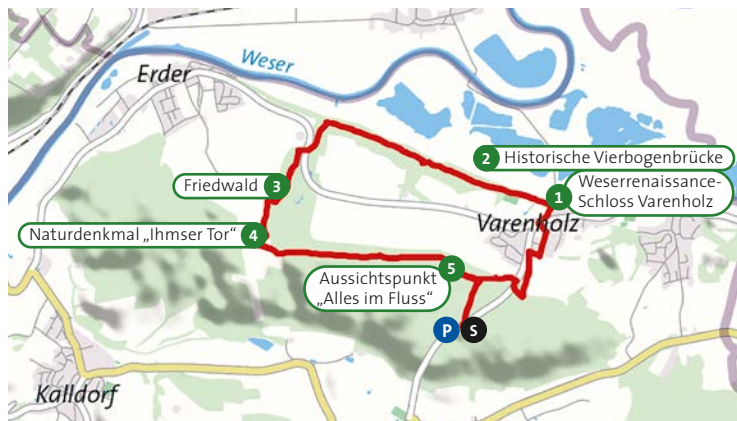 Weser
Erder
2 Historische Vierbogenbrücke
Friedwald 3
1 Weserrenaissance-
Schloss Varenholz
Varenholz
Naturdenkmal „Ihmser Tor“ 4
Aussichtspunkt 5
„Alles im Fluss“
P S
Kalldorf